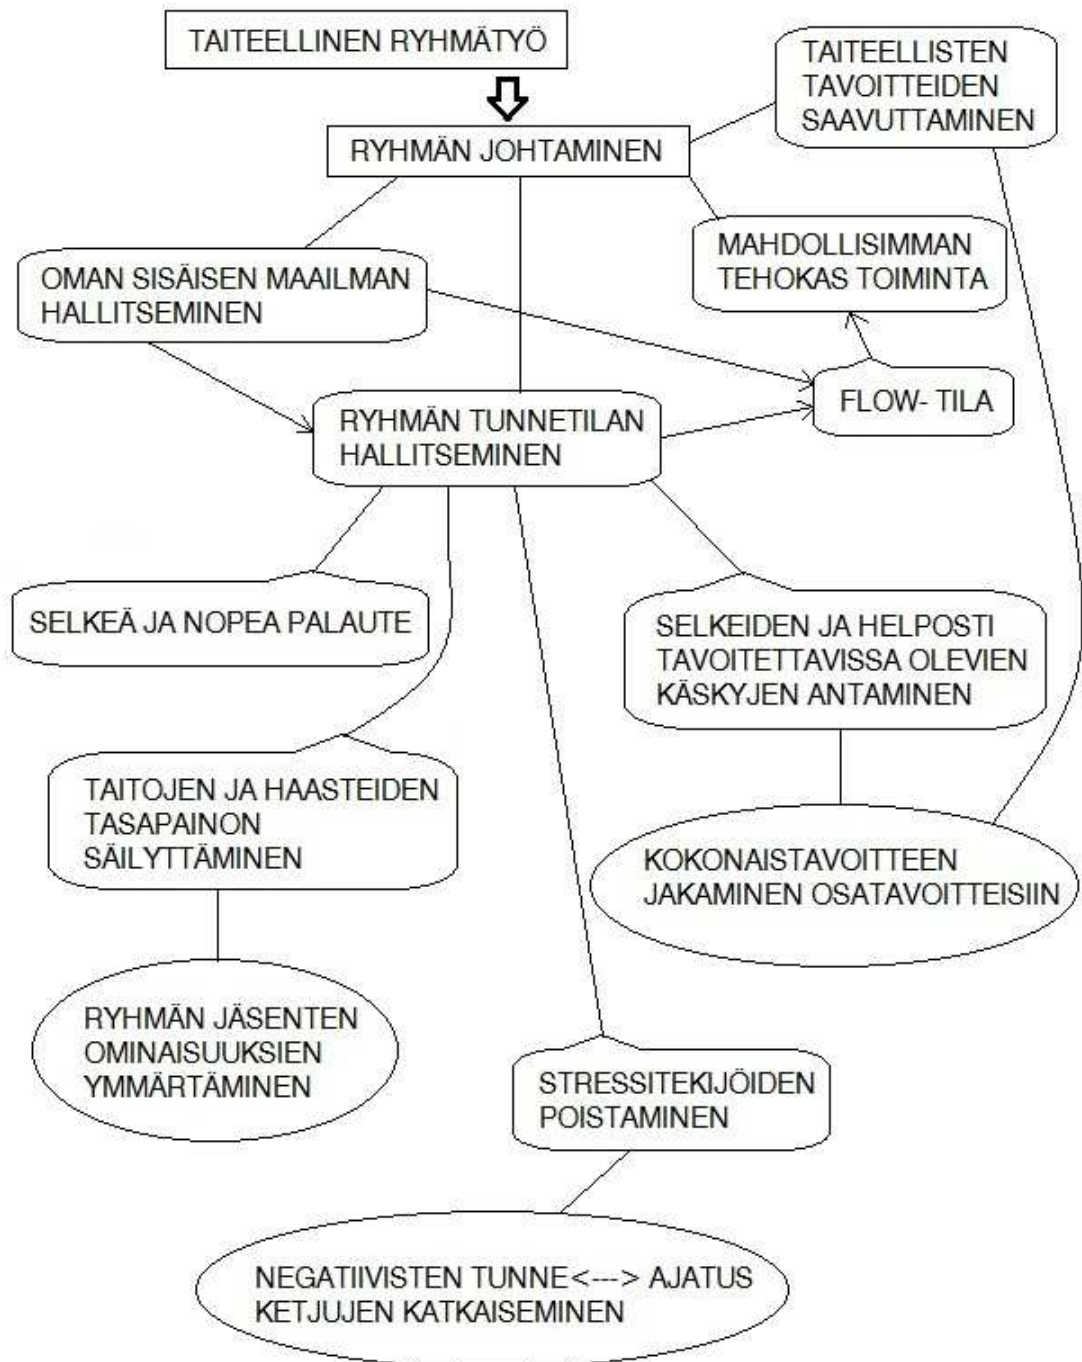 TAITEELLINEN RYHMÄTYÖ
RYHMÄN JOHTAMINEN
TAITEELLISTEN
TAVOITTEIDEN
SAAVUTTAMINEN
OMAN SISÄISEN MAAILMAN
HALLITSEMINEN
MAHDOLLISIMMAN
TEHOKAS TOIMINTA
RYHMÄN TUNNETILAN
HALLITSEMINEN
FLOW- TILA
SELKEÄ JA NOPEA PALAUTE
SELKEIDEN JA HELPOSTI
TAVOITETTAVISSA OLEVIEN
KÄSKYJEN ANTAMINEN
TAITOJEN JA HAASTEIDEN
TASAPAINON
SÄILYTTÄMINEN
KOKONAISTAVOITTEEN
JAKAMINEN OSATAVOITTEISIIN
RYHMÄN JÄSENTEN
OMINAISUUKSIEN
YMMÄRTÄMINEN
STRESSITEKIJÖIDEN
POISTAMINEN
NEGATIIVISTEN TUNNE<---> AJATUS
KETJUJEN KATKAISEMINEN